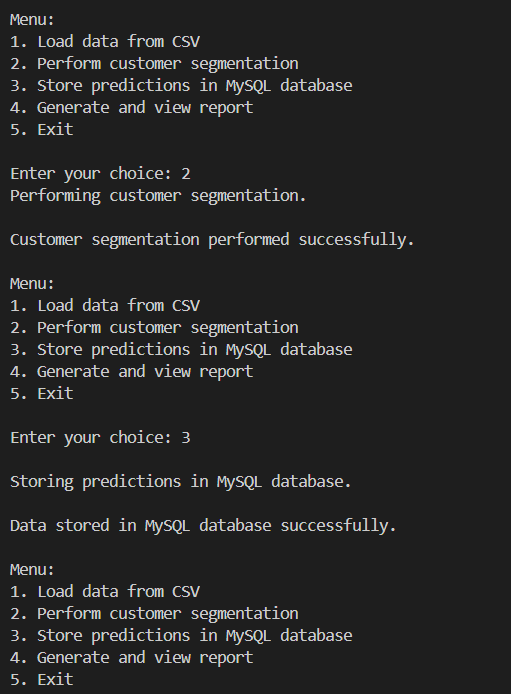 Menu:
1. Load data from CSV
2. Perform customer segmentation
3. Store predictions in MySQL database
4. Generate and view report
5. Exit
Enter your choice: 2
Performing customer segmentation.
Customer segmentation performed successfully.
Menu:
1. Load data from CSV
2. Perform customer segmentation
3. Store predictions in MySQL database
4. Generate and view report
5. Exit
Enter your choice: 3
Storing predictions in MySQL database.
Data stored in MySQL database successfully.
Menu:
1. Load data from CSV
2. Perform customer segmentation
3. Store predictions in MySQL database
4. Generate and view report
5. Exit